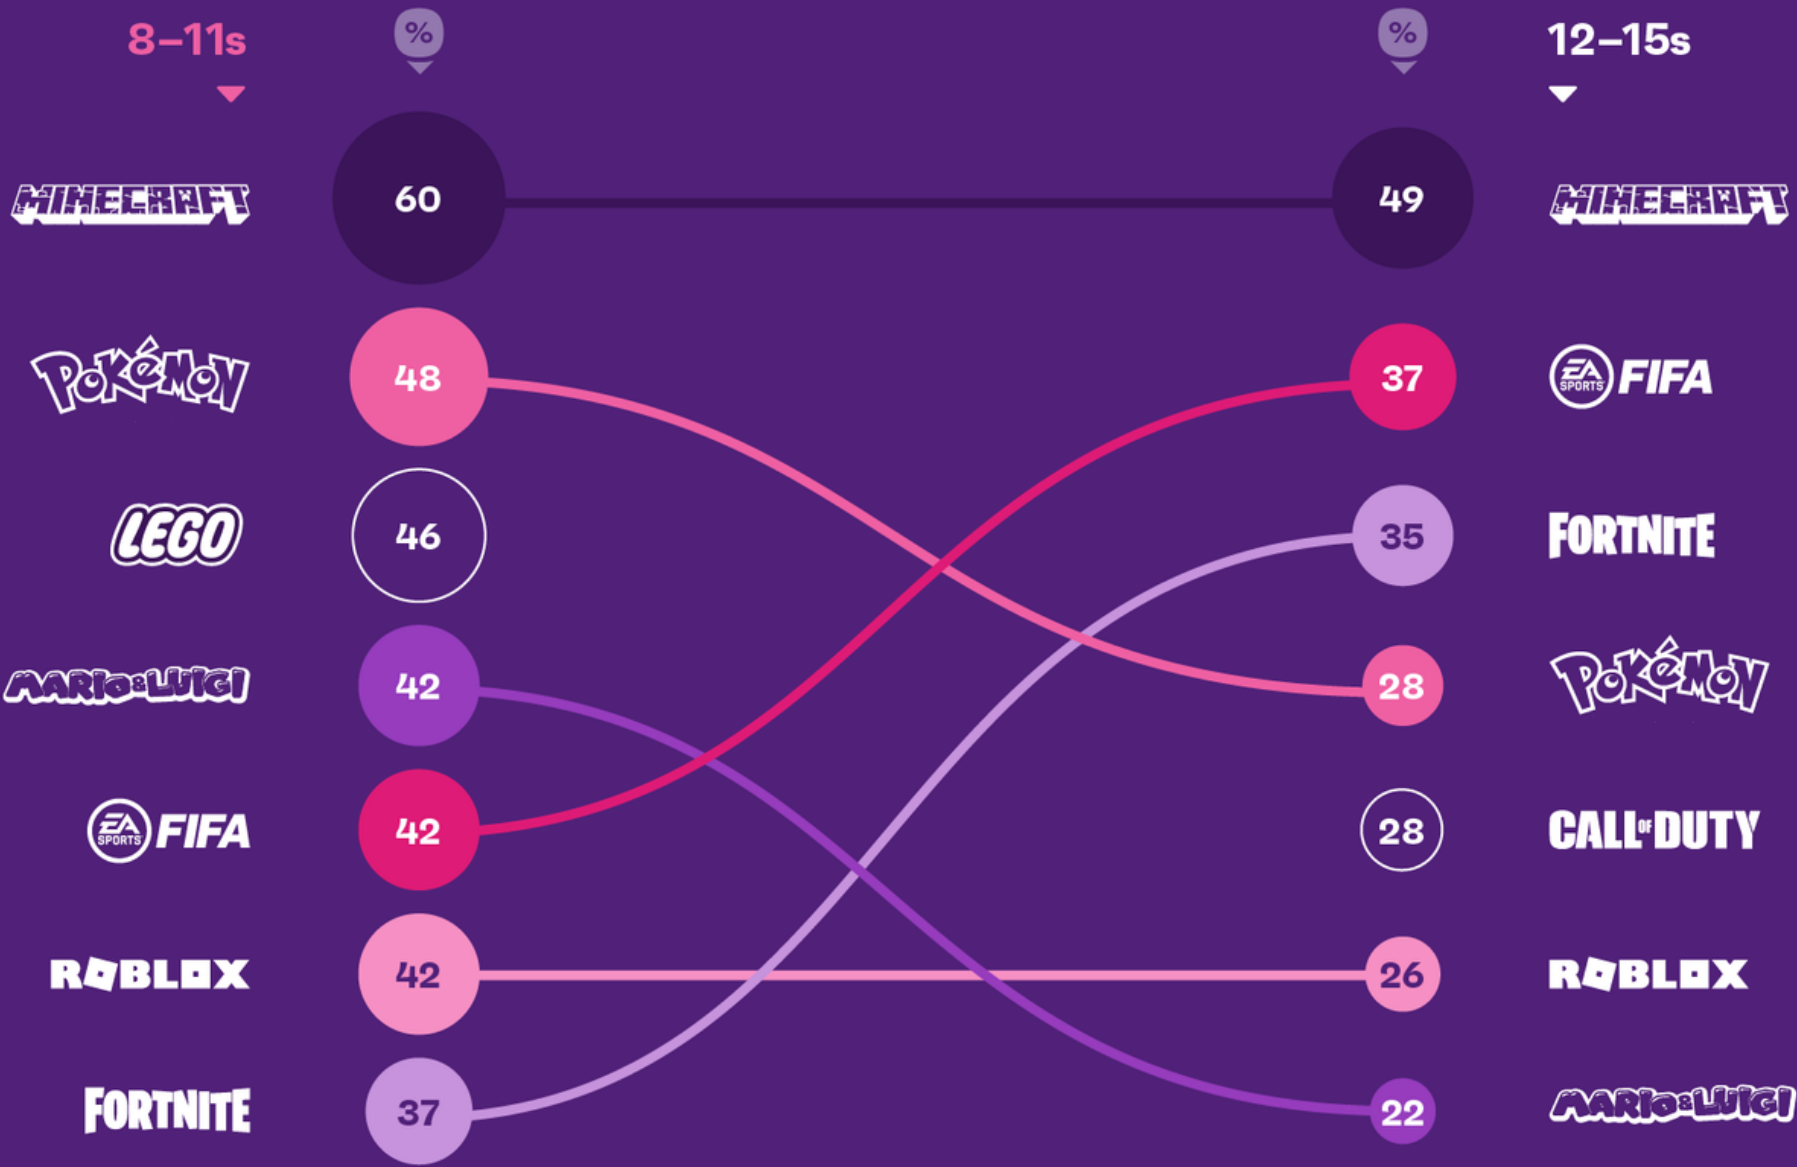 8–11s % % 12–15s
MINECRAFT 60 49 MINECRAFT
POKéMON 48 37 EA SPORTS FIFA
LEGO 46 35 FORTNITE
MARIO&LUIGI 42 28 POKéMON
EA SPORTS FIFA 42 28 CALL OF DUTY
ROBLOX 42 26 ROBLOX
FORTNITE 37 22 MARIO&LUIGI